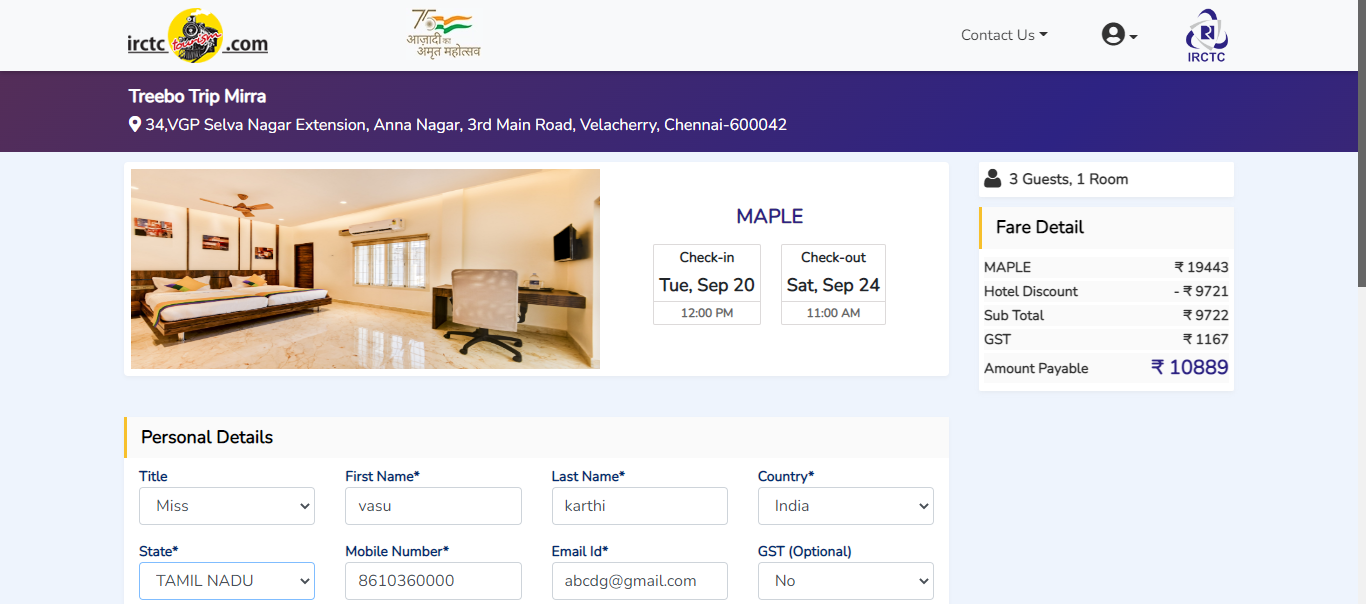 irctc tourism .com
75
आज़ादी का
अमृत महोत्सव
Contact Us
IRCTC
Treebo Trip Mirra
34,VGP Selva Nagar Extension, Anna Nagar, 3rd Main Road, Velacherry, Chennai-600042
MAPLE
Check-in
Tue, Sep 20
12:00 PM
Check-out
Sat, Sep 24
11:00 AM
3 Guests, 1 Room
Fare Detail
MAPLE ₹ 19443
Hotel Discount - ₹ 9721
Sub Total ₹ 9722
GST ₹ 1167
Amount Payable ₹ 10889
Personal Details
Title
Miss
First Name*
vasu
Last Name*
karthi
Country*
India
State*
TAMIL NADU
Mobile Number*
8610360000
Email Id*
abcdg@gmail.com
GST (Optional)
No